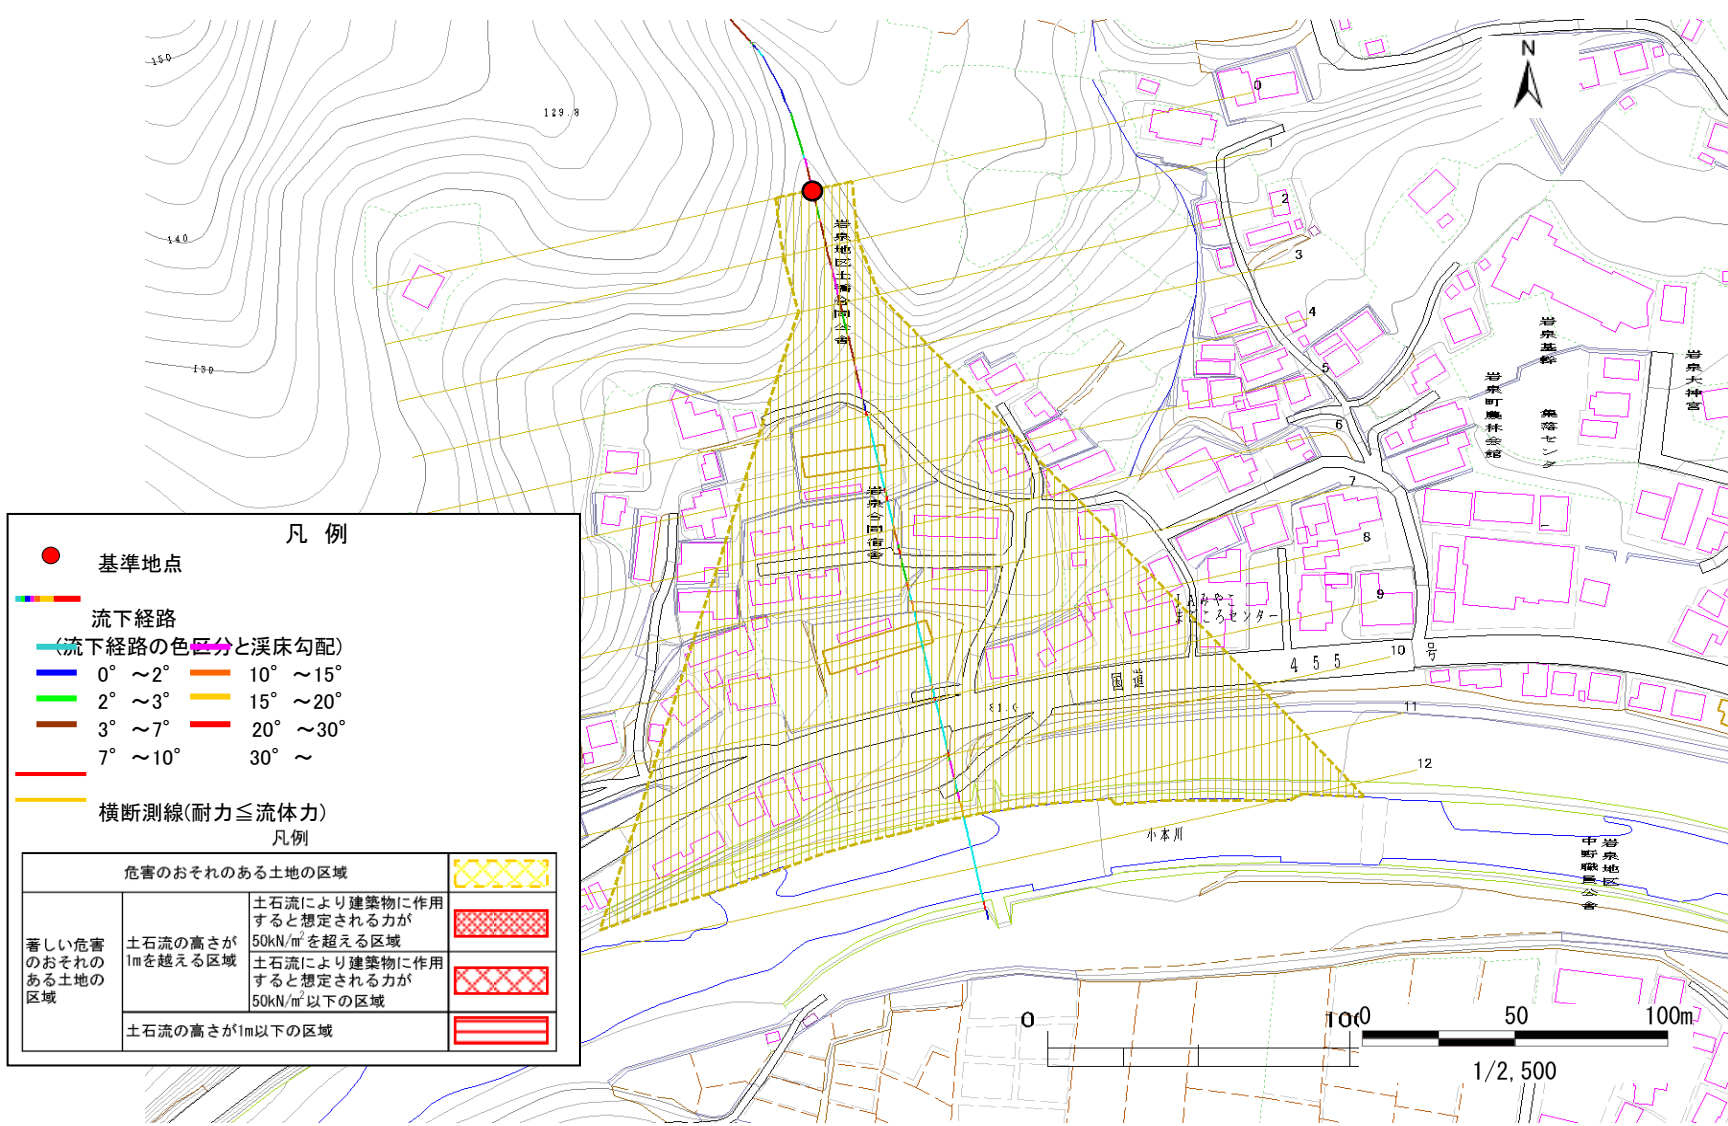 150
129.8
140
130
N
0
1
2
3
4
5
6
7
8
9
10
11
12
岩泉地区土橋合同公舎
岩泉合同宿舎
岩泉基幹 集落センタ
岩泉町農林会館
岩泉大神宮
JAみやこ
まごころセンター
国道 455 号
81.6
小本川
岩泉地区
中野職員公舎
凡 例
基準地点
流下経路
(流下経路の色区分と渓床勾配)
0° ～2° 10° ～15°
2° ～3° 15° ～20°
3° ～7° 20° ～30°
7° ～10° 30° ～
横断測線(耐力≦流体力)
凡例
危害のおそれのある土地の区域
著しい危害
のおそれの
ある土地の
区域
土石流の高さが
1mを越える区域
土石流により建築物に作用
すると想定される力が
50kN/㎡を超える区域
土石流により建築物に作用
すると想定される力が
50kN/㎡以下の区域
土石流の高さが1m以下の区域
0 100
0 50 100m
1/2,500